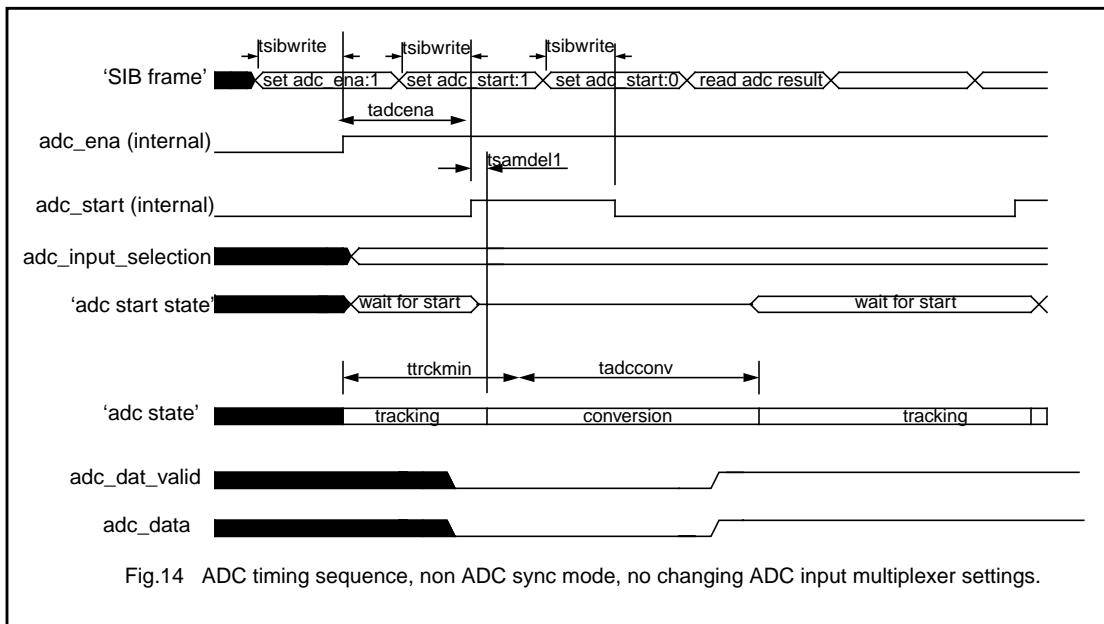 tsibwrite tsibwrite tsibwrite
‘SIB frame’ set adc_ena:1 set adc_start:1 set adc_start:0 read adc result
tadcena
adc_ena (internal)
tsamdel1
adc_start (internal)
adc_input_selection
‘adc start state’ wait for start wait for start
ttrckmin tadcconv
‘adc state’ tracking conversion tracking
adc_dat_valid
adc_data
Fig.14 ADC timing sequence, non ADC sync mode, no changing ADC input multiplexer settings.